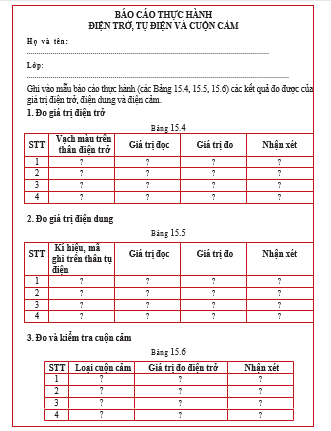 BÁO CÁO THỰC HÀNH
ĐIỆN TRỞ, TỤ ĐIỆN VÀ CUỘN CẢM
Họ và tên:
Lớp:
Ghi vào mẫu báo cáo thực hành (các Bảng 15.4, 15.5, 15.6) các kết quả đo được của
giá trị điện trở, điện dung và điện cảm.
1. Đo giá trị điện trở
Bảng 15.4
STT Vạch màu trên thân điện trở Giá trị đọc Giá trị đo Nhận xét
1 ? ? ? ?
2 ? ? ? ?
3 ? ? ? ?
4 ? ? ? ?
2. Đo giá trị điện dung
Bảng 15.5
STT Kí hiệu, mã ghi trên thân tụ điện Giá trị đọc Giá trị đo Nhận xét
1 ? ? ? ?
2 ? ? ? ?
3 ? ? ? ?
4 ? ? ? ?
3. Đo và kiểm tra cuộn cảm
Bảng 15.6
STT Loại cuộn cảm Giá trị đo điện trở Nhận xét
1 ? ? ?
2 ? ? ?
3 ? ? ?
4 ? ? ?